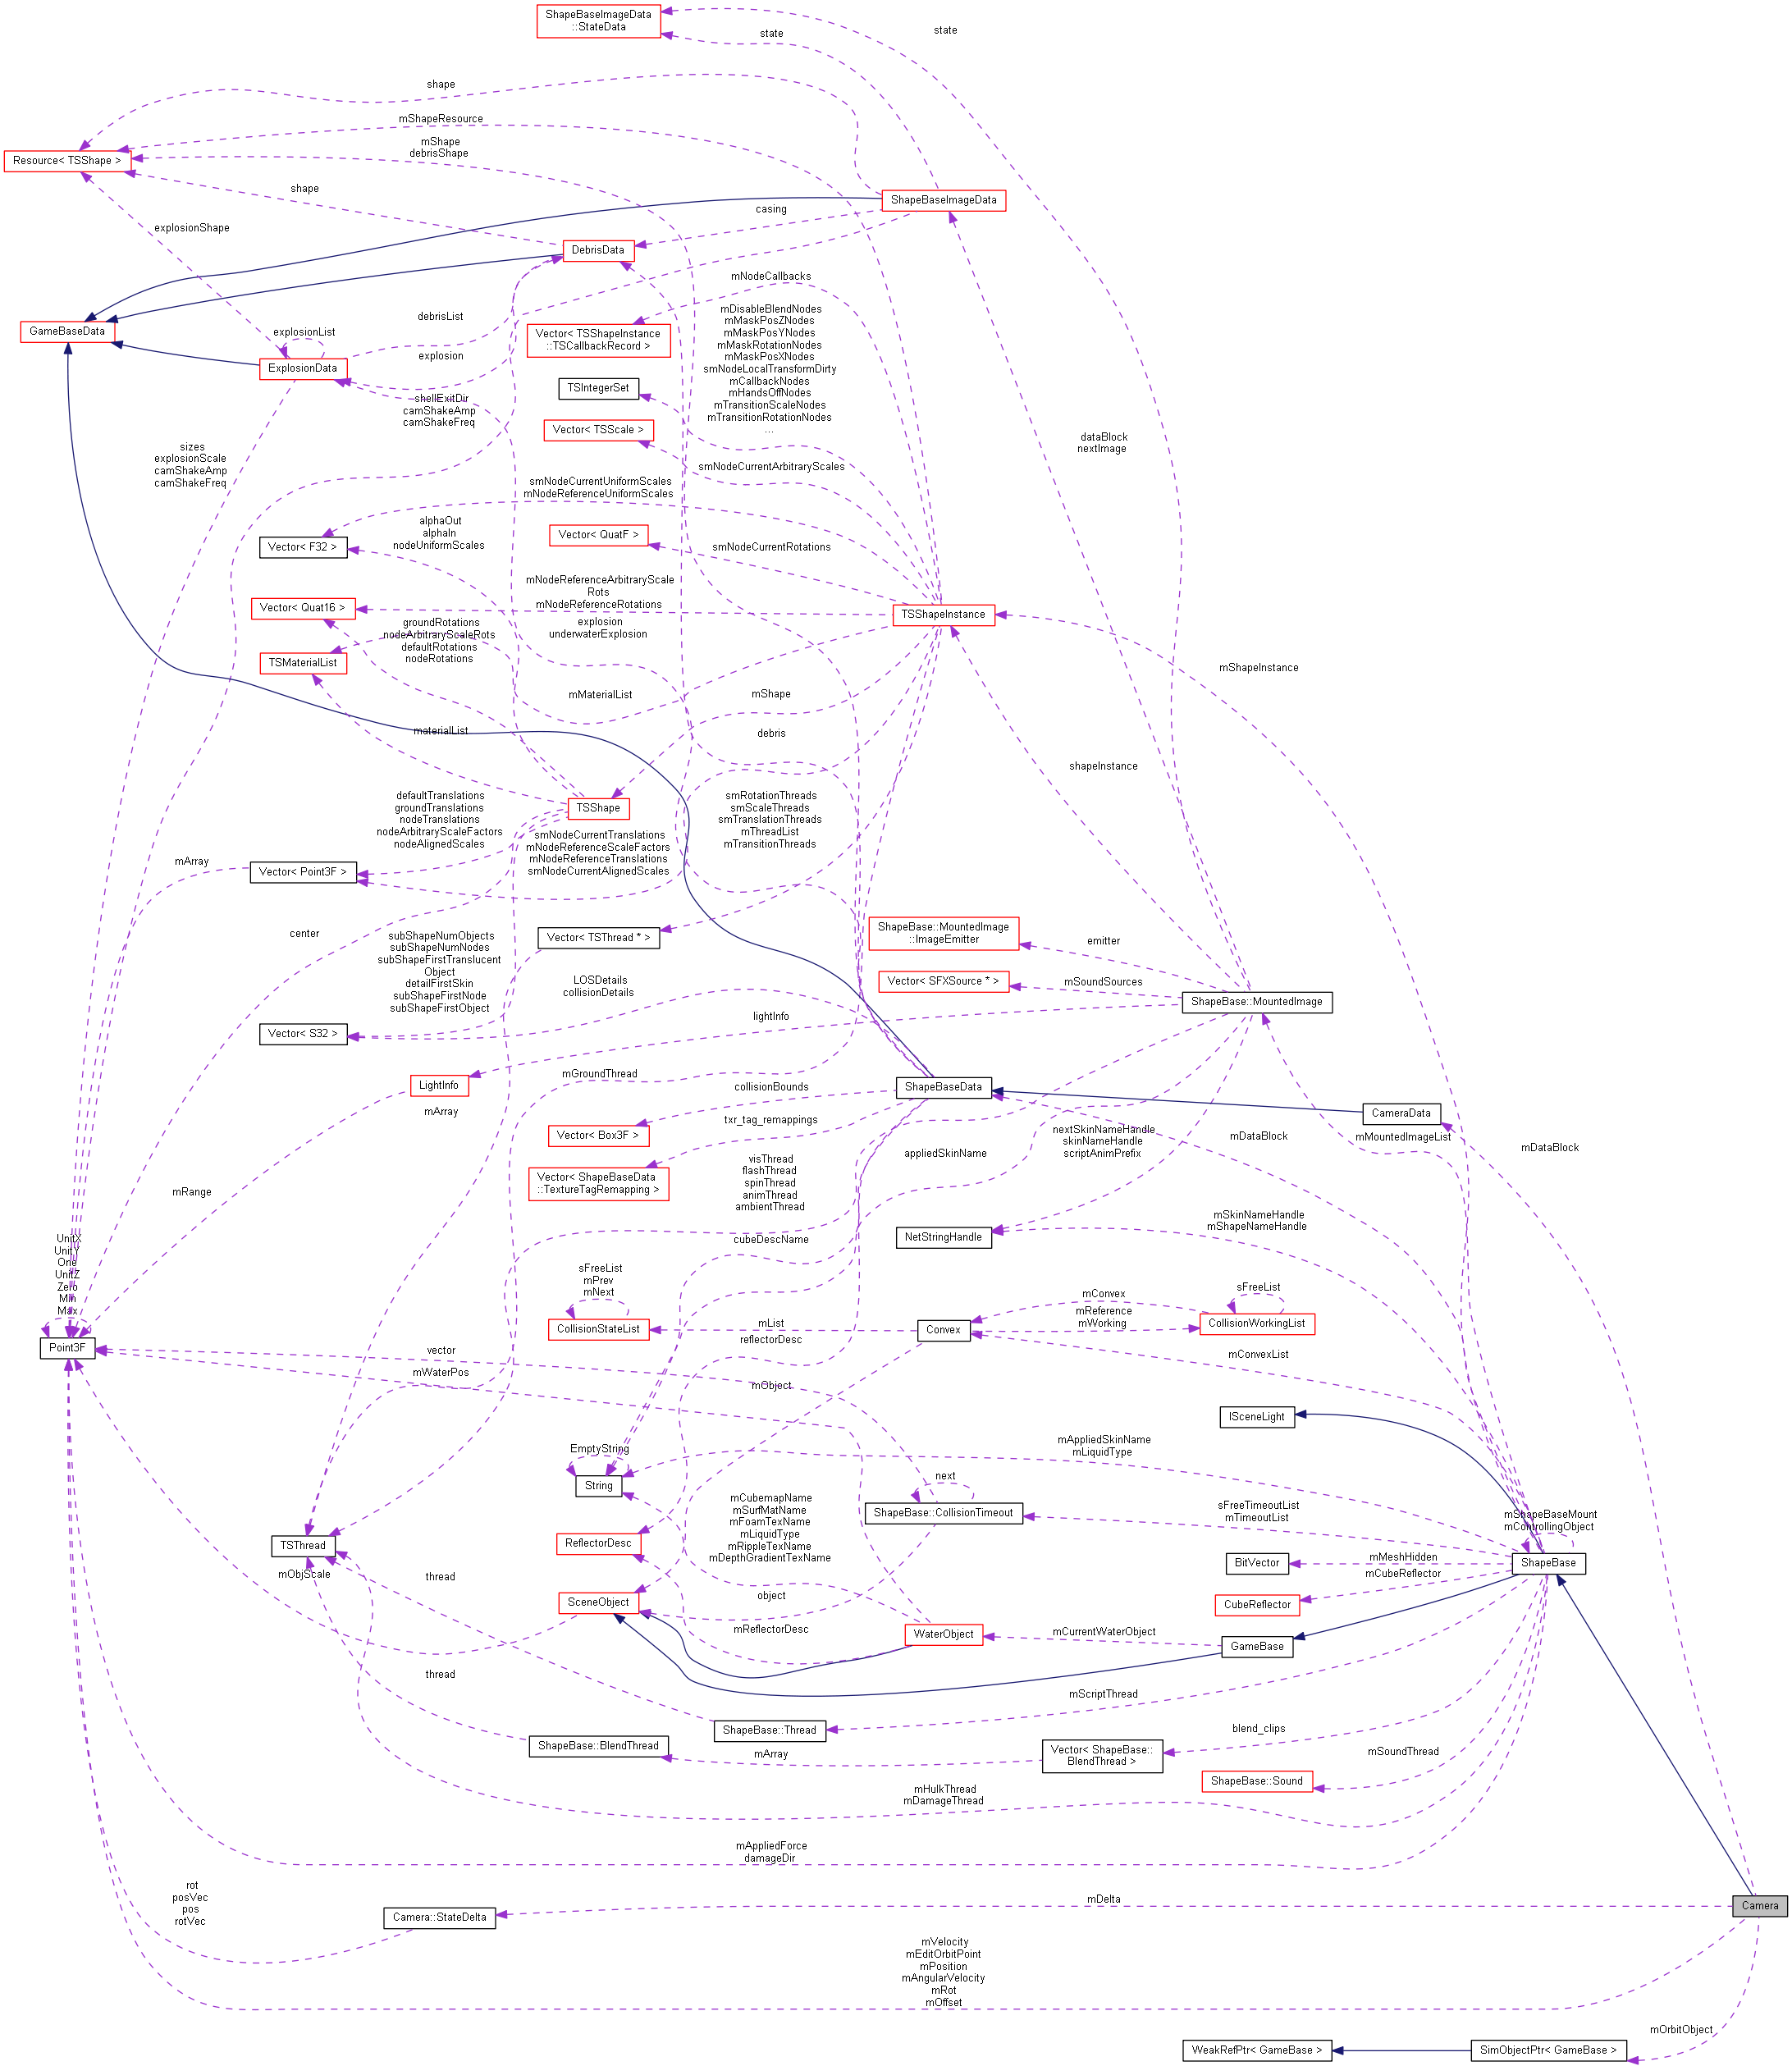 ShapeBaseImageData
::StateData
state
state
shape
mShapeResource
mShape
debrisShape
Resource< TSShape >
shape
ShapeBaseImageData
casing
explosionShape
DebrisData
mNodeCallbacks
GameBaseData
explosionList
debrisList
Vector< TSShapeInstance
::TSCallbackRecord >
mDisableBlendNodes
mMaskPosZNodes
mMaskPosYNodes
mMaskRotationNodes
mMaskPosXNodes
smNodeLocalTransformDirty
mCallbackNodes
mHandsOffNodes
mTransitionScaleNodes
mTransitionRotationNodes
...
explosion
ExplosionData
TSIntegerSet
shellExitDir
camShakeAmp
camShakeFreq
Vector< TSScale >
dataBlock
nextImage
sizes
explosionScale
camShakeAmp
camShakeFreq
smNodeCurrentArbitraryScales
smNodeCurrentUniformScales
mNodeReferenceUniformScales
alphaOut
alphaIn
nodeUniformScales
Vector< F32 >
Vector< QuatF >
smNodeCurrentRotations
mNodeReferenceArbitraryScale
Rots
mNodeReferenceRotations
Vector< Quat16 >
TSShapeInstance
explosion
underwaterExplosion
groundRotations
nodeArbitraryScaleRots
defaultRotations
nodeRotations
TSMaterialList
mShapeInstance
mMaterialList
mShape
materialList
debris
shapeInstance
defaultTranslations
groundTranslations
nodeTranslations
nodeArbitraryScaleFactors
nodeAlignedScales
TSShape
smRotationThreads
smScaleThreads
smTranslationThreads
mThreadList
mTransitionThreads
smNodeCurrentTranslations
mNodeReferenceScaleFactors
mNodeReferenceTranslations
smNodeCurrentAlignedScales
mArray
Vector< Point3F >
center
subShapeNumObjects
subShapeNumNodes
subShapeFirstTranslucent
Object
detailFirstSkin
subShapeFirstNode
subShapeFirstObject
Vector< TSThread * >
ShapeBase::MountedImage
::ImageEmitter
emitter
LOSDetails
collisionDetails
Vector< SFXSource * >
mSoundSources
ShapeBase::MountedImage
lightInfo
Vector< S32 >
mGroundThread
LightInfo
mArray
collisionBounds
ShapeBaseData
CameraData
txr_tag_remappings
Vector< Box3F >
nextSkinNameHandle
skinNameHandle
scriptAnimPrefix
mDataBlock
mMountedImageList
mDataBlock
appliedSkinName
visThread
flashThread
spinThread
animThread
ambientThread
Vector< ShapeBaseData
::TextureTagRemapping >
mRange
mSkinNameHandle
mShapeNameHandle
NetStringHandle
cubeDescName
UnitX
UnitY
One
UnitZ
Zero
Min
Max
sFreeList
mPrev
mNext
sFreeList
mConvex
mReference
mWorking
CollisionWorkingList
CollisionStateList
mList
Convex
reflectorDesc
Point3F
vector
mWaterPos
mConvexList
mObject
ISceneLight
EmptyString
mAppliedSkinName
mLiquidType
String
next
mCubemapName
mSurfMatName
mFoamTexName
mLiquidType
mRippleTexName
mDepthGradientTexName
ShapeBase::CollisionTimeout
sFreeTimeoutList
mTimeoutList
mShapeBaseMount
mControllingObject
TSThread
ReflectorDesc
BitVector
mMeshHidden
mCubeReflector
ShapeBase
mObjScale
thread
SceneObject
object
CubeReflector
mReflectorDesc
WaterObject
mCurrentWaterObject
GameBase
thread
mScriptThread
ShapeBase::Thread
blend_clips
ShapeBase::BlendThread
mArray
Vector< ShapeBase::
BlendThread >
mSoundThread
ShapeBase::Sound
mHulkThread
mDamageThread
mAppliedForce
damageDir
rot
posVec
pos
rotVec
Camera::StateDelta
mDelta
Camera
mVelocity
mEditOrbitPoint
mPosition
mAngularVelocity
mRot
mOffset
mOrbitObject
WeakRefPtr< GameBase >
SimObjectPtr< GameBase >